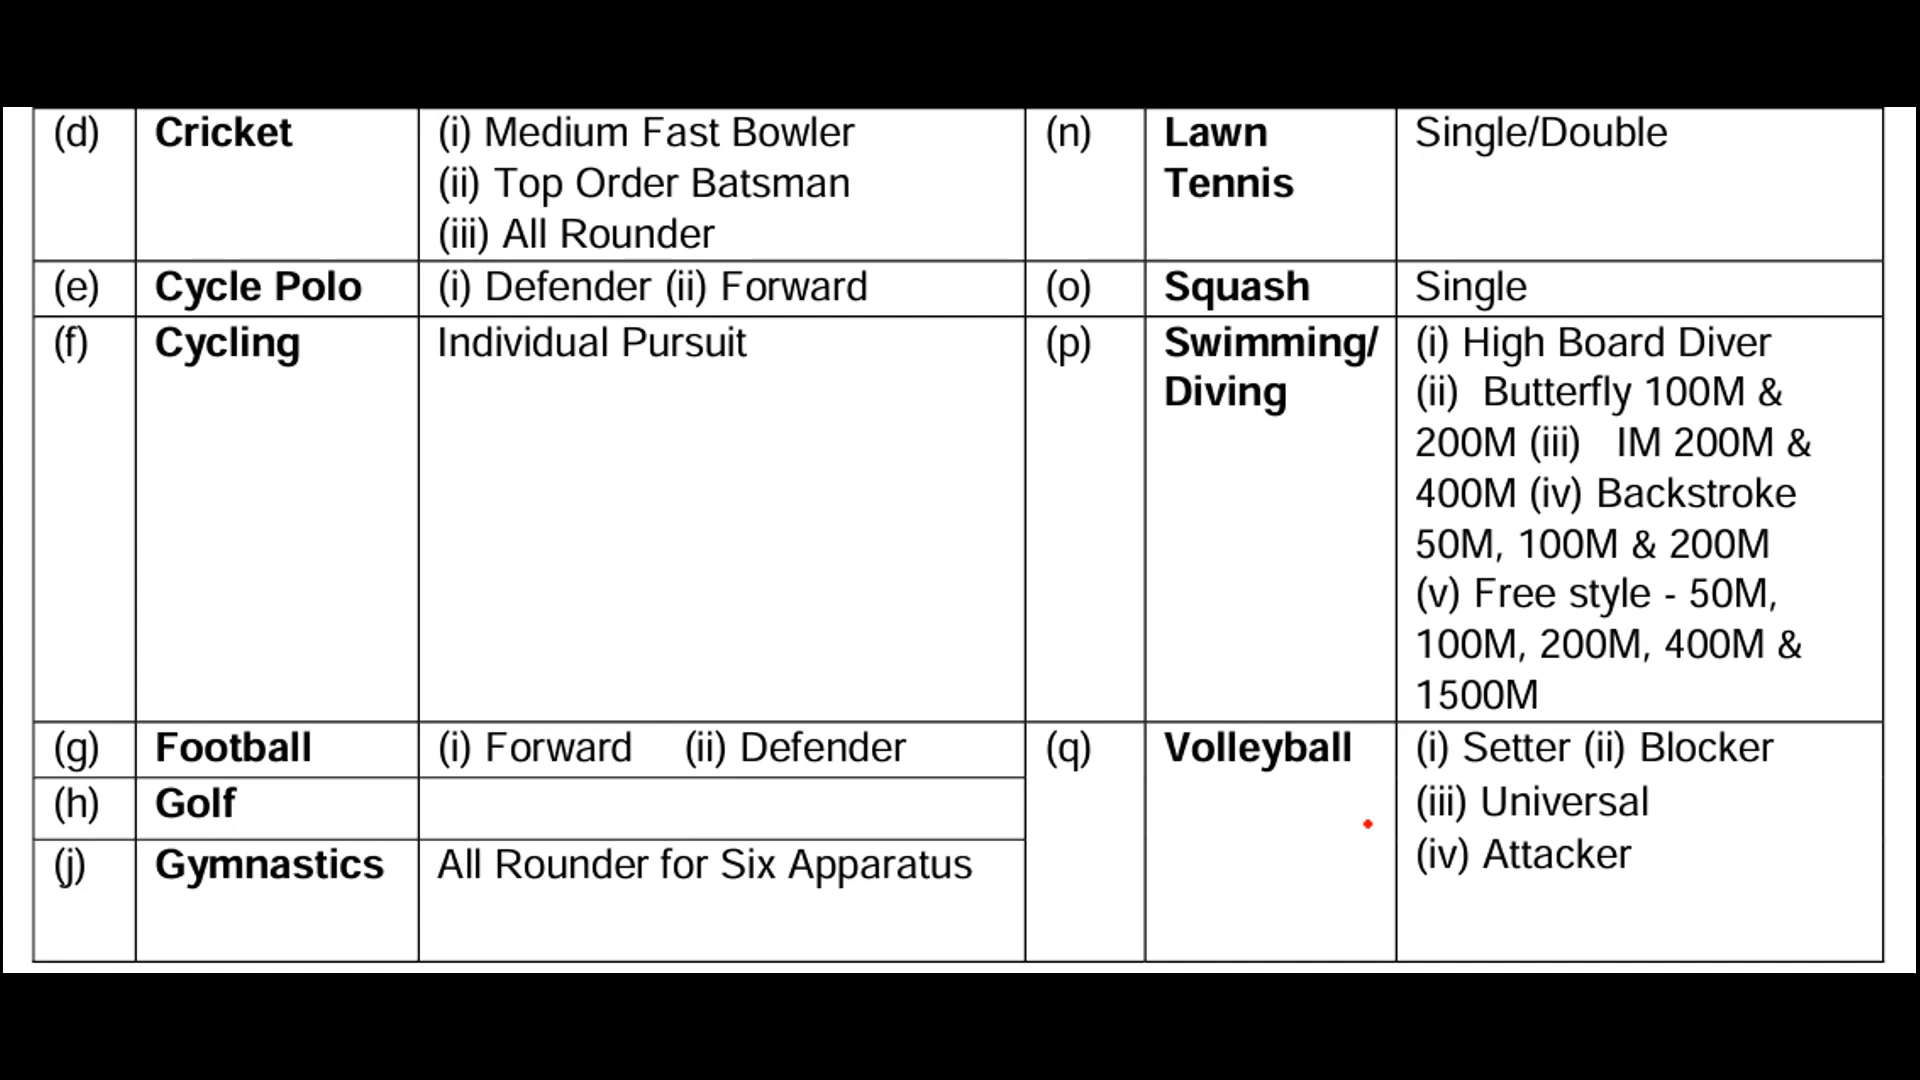 (d) Cricket (i) Medium Fast Bowler (n) Lawn Single/Double
(ii) Top Order Batsman Tennis
(iii) All Rounder
(e) Cycle Polo (i) Defender (ii) Forward (o) Squash Single
(f) Cycling Individual Pursuit (p) Swimming/ (i) High Board Diver
Diving (ii) Butterfly 100M &
200M (iii) IM 200M &
400M (iv) Backstroke
50M, 100M & 200M
(v) Free style - 50M,
100M, 200M, 400M &
1500M
(g) Football (i) Forward (ii) Defender (q) Volleyball (i) Setter (ii) Blocker
(h) Golf (iii) Universal
(j) Gymnastics All Rounder for Six Apparatus (iv) Attacker